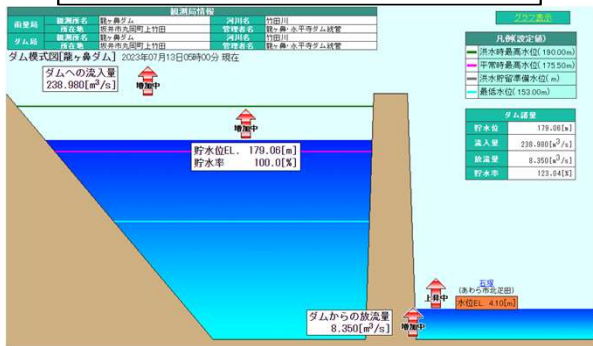 観測局情報
雨量局 観測所名 龍ヶ鼻ダム 河川名 竹田川
所在地 坂井市丸岡町上竹田 管理者名 龍ヶ鼻・永平寺ダム統管
ダム局 観測所名 龍ヶ鼻ダム 河川名 竹田川
所在地 坂井市丸岡町上竹田 管理者名 龍ヶ鼻・永平寺ダム統管
グラフ表示
ダム模式図[龍ヶ鼻ダム] 2023年07月13日05時00分 現在
凡例(設定値)
洪水時最高水位(190.00m)
平常時最高水位(175.50m)
洪水貯留準備水位(m)
最低水位(153.00m)
ダムへの流入量
238.980[m³/s]
増加中
増加中
貯水位EL. 179.06[m]
貯水率 100.0[%]
ダム諸量
貯水位 179.06[m]
流入量 238.980[m³/s]
放流量 8.350[m³/s]
貯水率 123.04[%]
石塚
(あわら市北疋田)
上昇中
水位EL 4.10[m]
ダムからの放流量
8.350[m³/s]
増加中